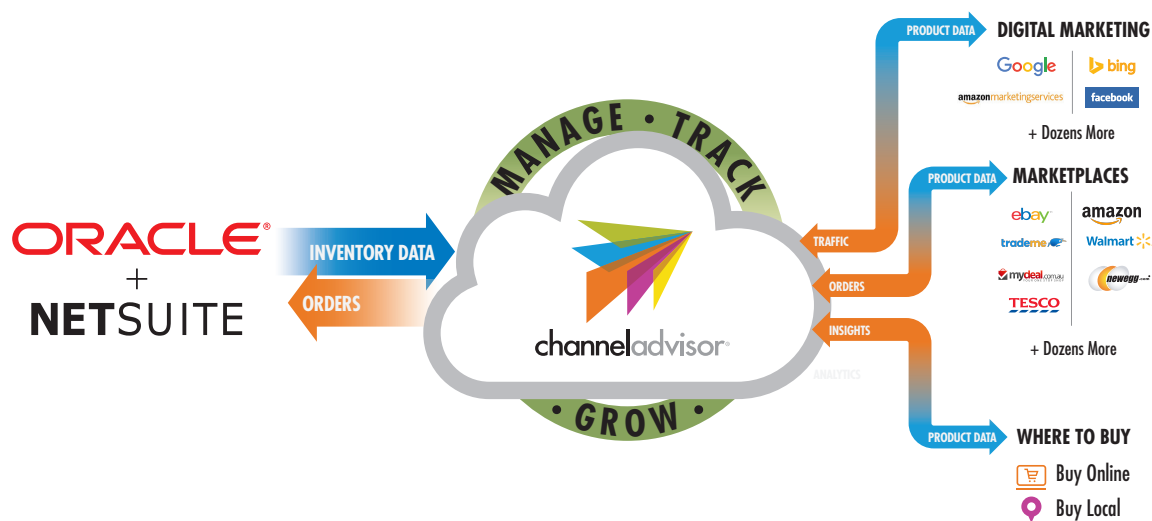 ORACLE®
+
NETSUITE
INVENTORY DATA
ORDERS
MANAGE • TRACK
channeladvisor®
• GROW •
TRAFFIC
ORDERS
INSIGHTS
ANALYTICS
PRODUCT DATA
DIGITAL MARKETING
Google
bing
amazonmarketingservices
facebook
+ Dozens More
PRODUCT DATA
MARKETPLACES
ebay
amazon
trademe
Walmart
mydeal.com.au
newegg.com
TESCO
+ Dozens More
PRODUCT DATA
WHERE TO BUY
Buy Online
Buy Local